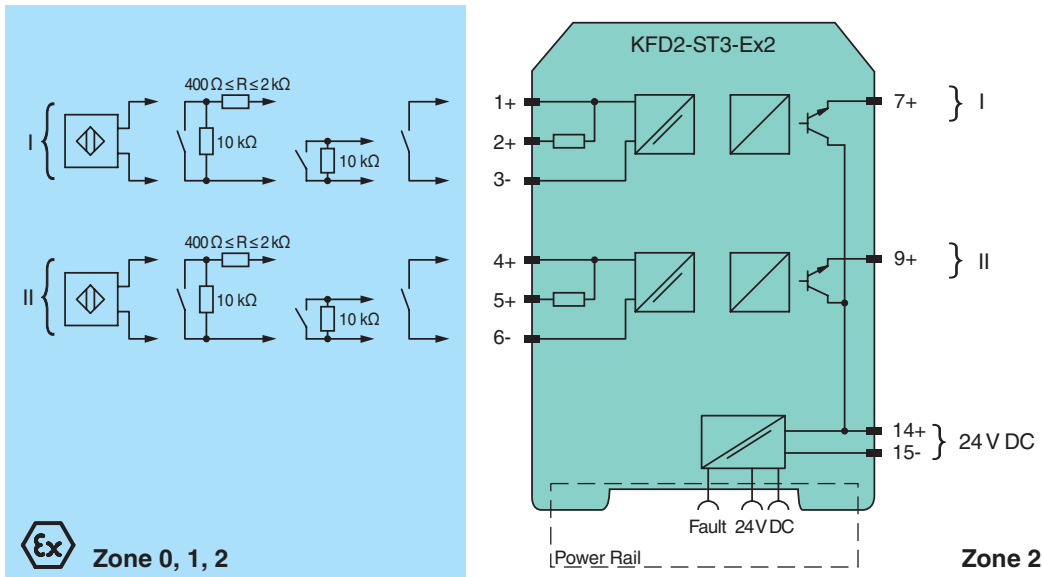 KFD2-ST3-Ex2
400 Ω ≤ R ≤ 2 kΩ
I
10 kΩ
10 kΩ
1+
2+
3-
7+
I
400 Ω ≤ R ≤ 2 kΩ
II
10 kΩ
10 kΩ
4+
5+
6-
9+
II
14+
15-
24 V DC
Fault 24 V DC
Power Rail
Ex
Zone 0, 1, 2
Zone 2